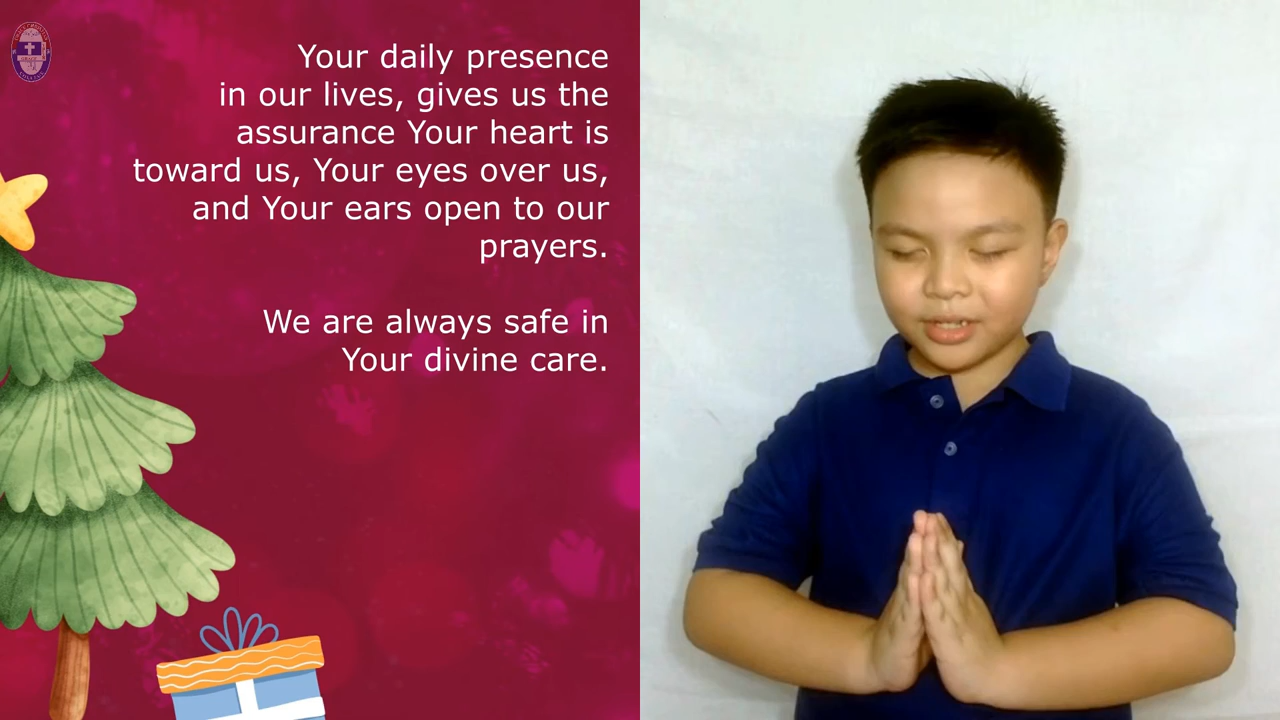 Your daily presence
in our lives, gives us the
assurance Your heart is
toward us, Your eyes over us,
and Your ears open to our
prayers.
We are always safe in
Your divine care.